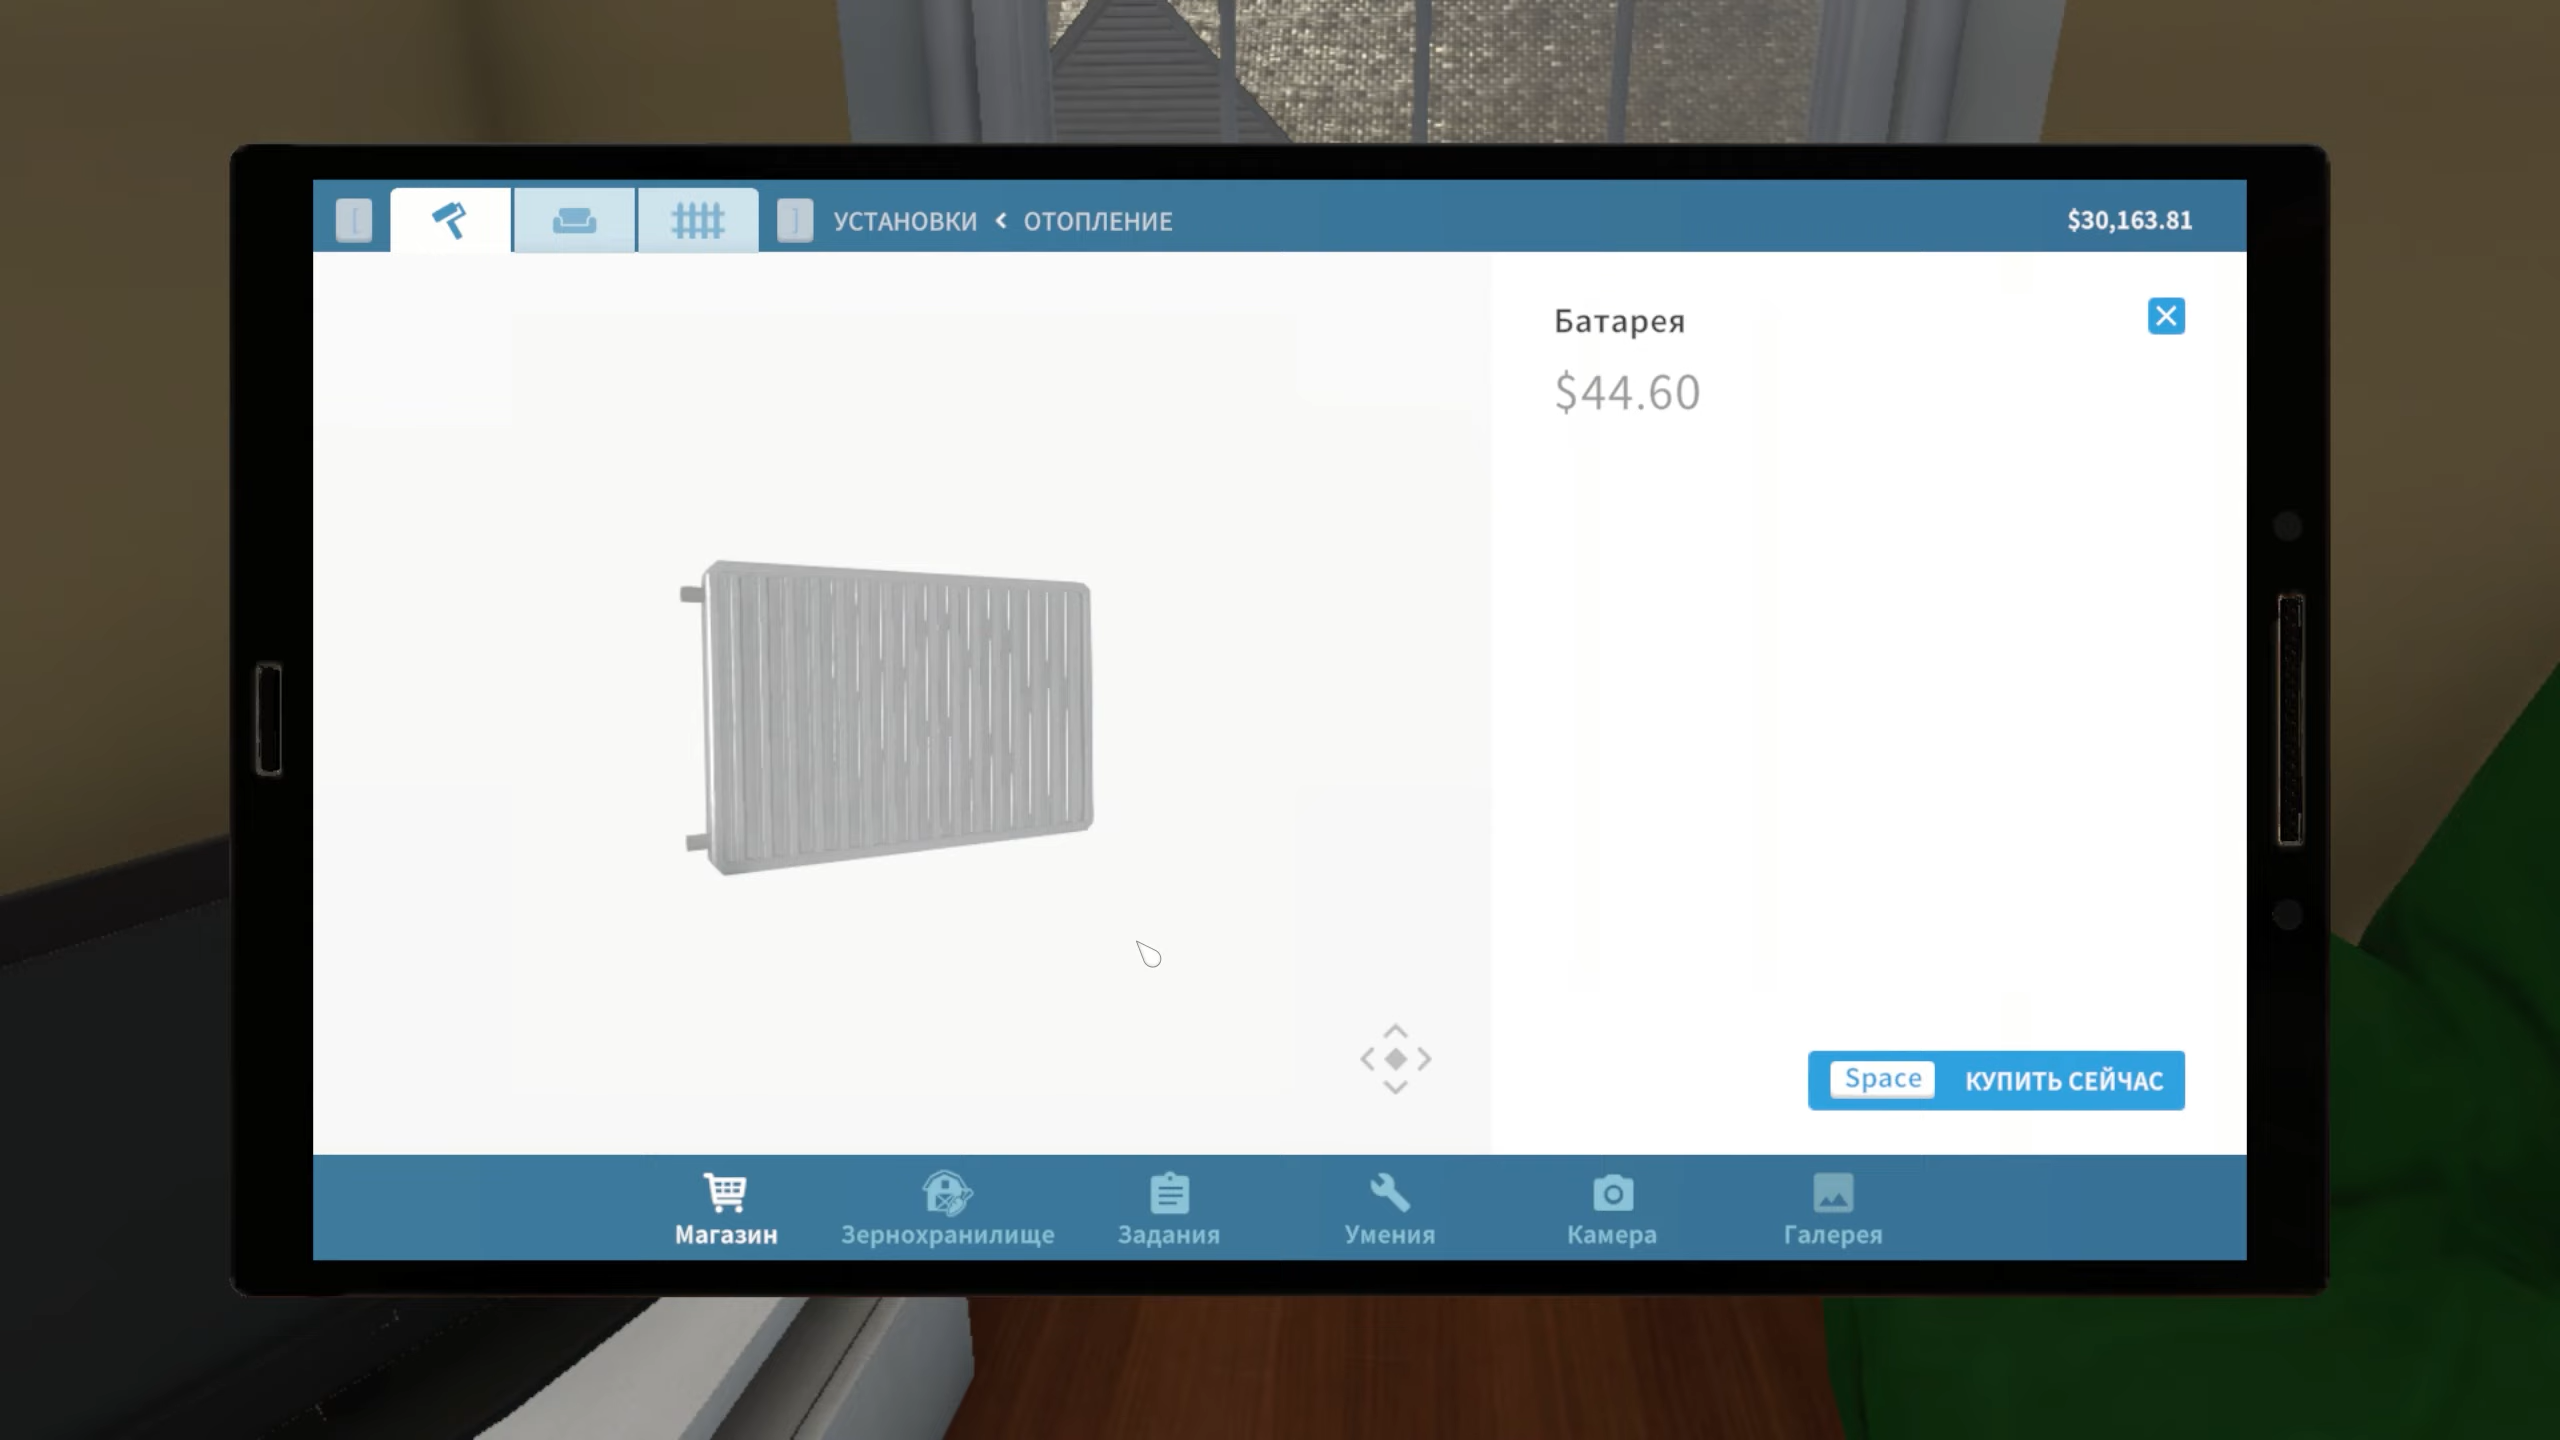 [
]
УСТАНОВКИ < ОТОПЛЕНИЕ
$30,163.81
Батарея
$44.60
Space
КУПИТЬ СЕЙЧАС
Магазин
Зернохранилище
Задания
Умения
Камера
Галерея